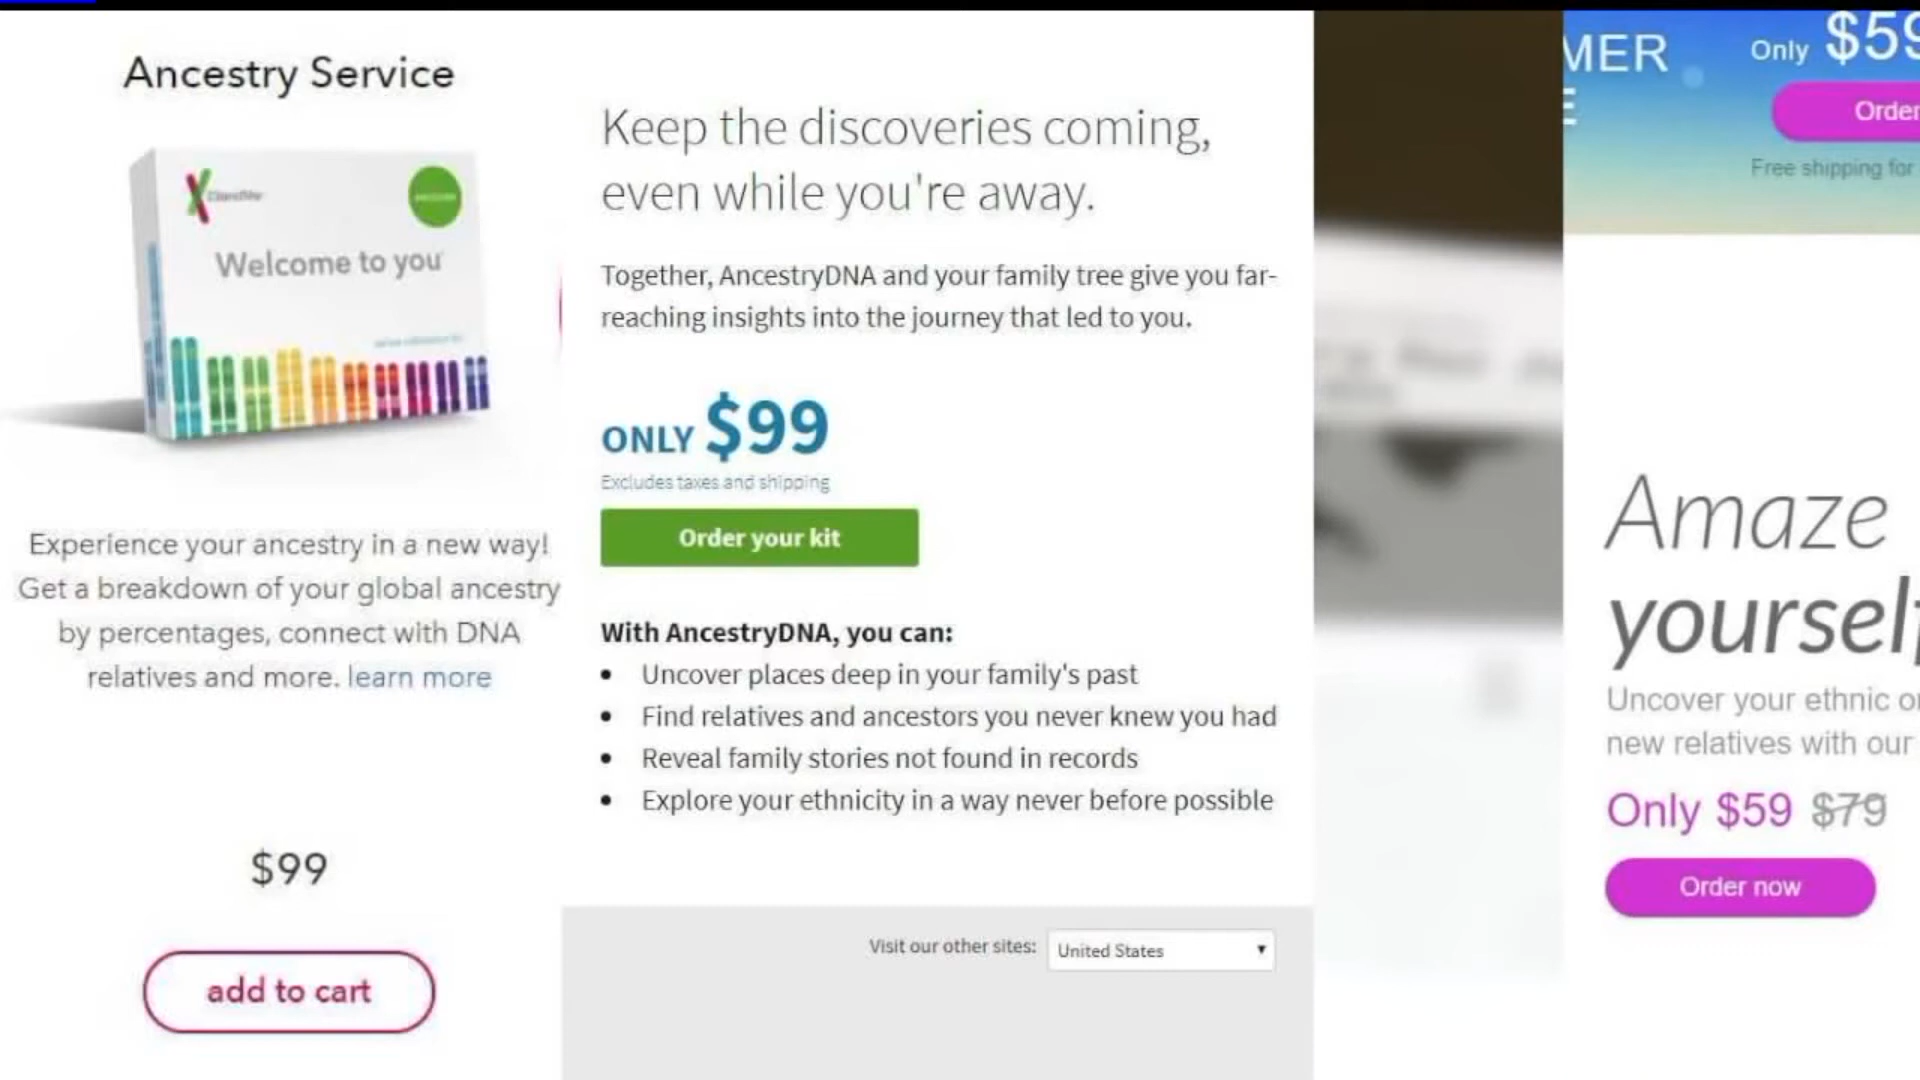 Ancestry Service
Welcome to you
Experience your ancestry in a new way!
Get a breakdown of your global ancestry
by percentages, connect with DNA
relatives and more. learn more
$99
add to cart
Keep the discoveries coming,
even while you're away.
Together, AncestryDNA and your family tree give you far-
reaching insights into the journey that led to you.
ONLY $99
Excludes taxes and shipping
Order your kit
With AncestryDNA, you can:
• Uncover places deep in your family's past
• Find relatives and ancestors you never knew you had
• Reveal family stories not found in records
• Explore your ethnicity in a way never before possible
Visit our other sites: United States
MER
E
Only $59
Order
Free shipping for
Amaze
yourself
Uncover your ethnic or
new relatives with our
Only $59 $79
Order now